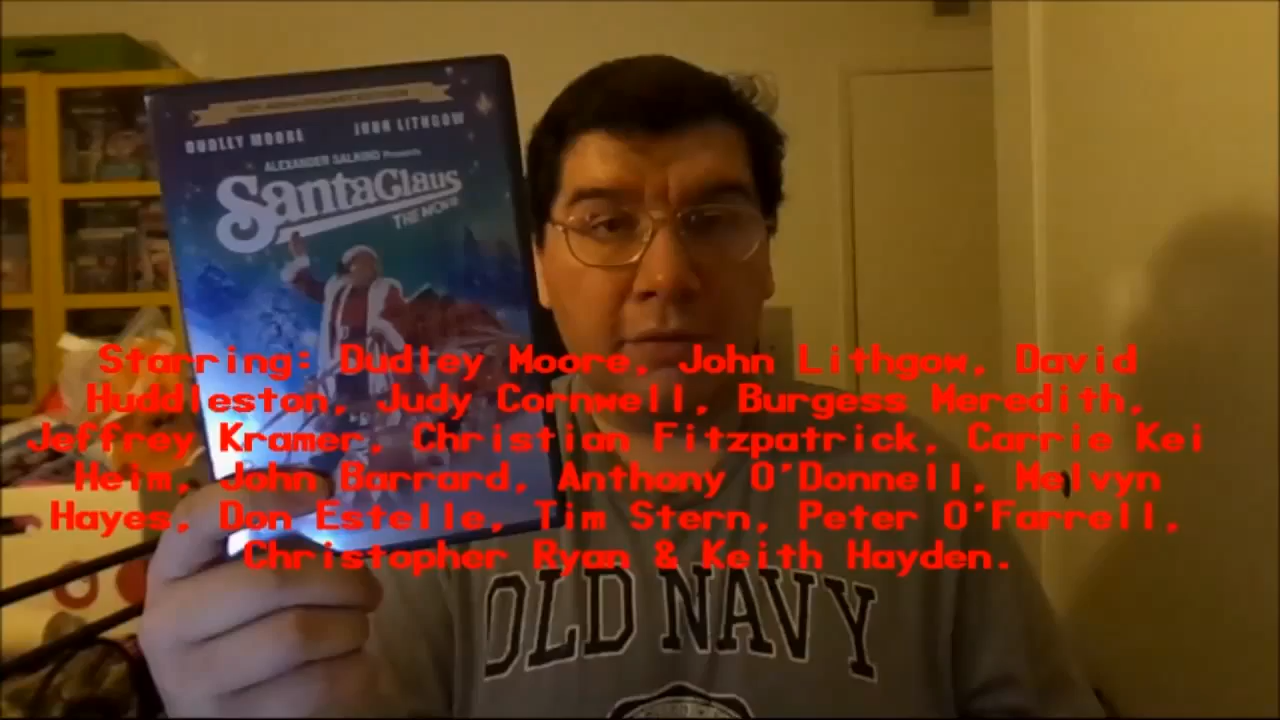 DUDLEY MOORE JOHN LITHGOW
ALEXANDER SALKIND Presents
SantaClaus
THE MOVIE
Starring: Dudley Moore, John Lithgow, David
Huddleston, Judy Cornwell, Burgess Meredith,
Jeffrey Kramer, Christian Fitzpatrick, Carrie Kei
Heim, John Barrard, Anthony O'Donnell, Melvyn
Hayes, Don Estelle, Tim Stern, Peter O'Farrell,
Christopher Ryan & Keith Hayden.
OLD NAVY